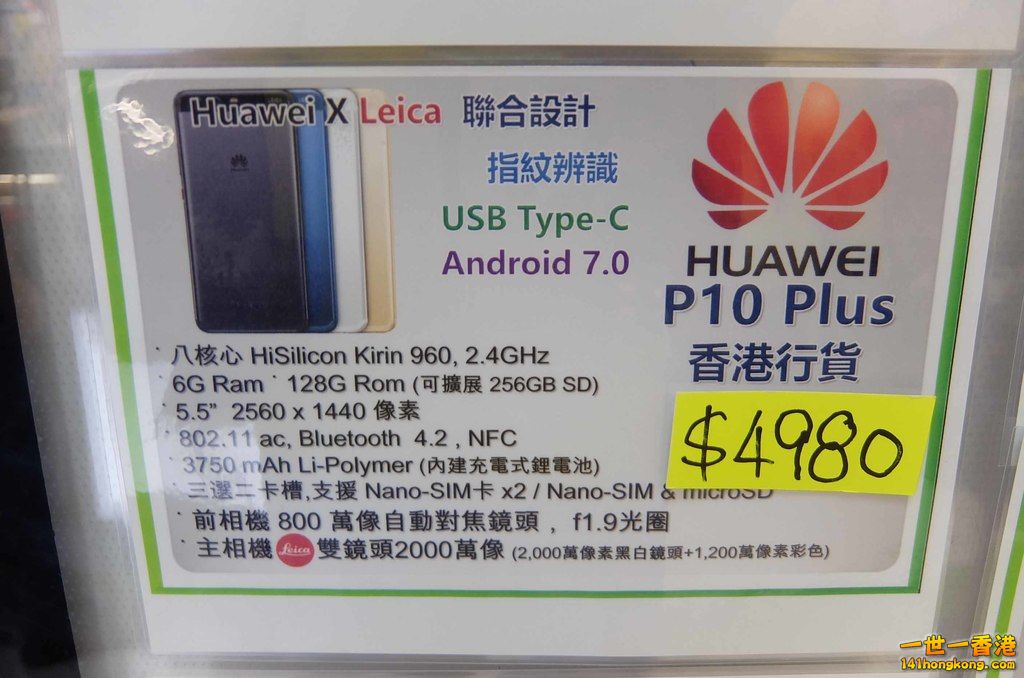 Huawei X Leica 聯合設計
指紋辨識
USB Type-C
Android 7.0
HUAWEI
HUAWEI
P10 Plus
香港行貨
$4980
八核心 HiSilicon Kirin 960, 2.4GHz
6G Ram 128G Rom (可擴展 256GB SD)
5.5” 2560 x 1440 像素
802.11 ac, Bluetooth 4.2 , NFC
3750 mAh Li-Polymer (內建充電式鋰電池)
三選二卡槽,支援 Nano-SIM卡 x2 / Nano-SIM & microSD
前相機 800 萬像自動對焦鏡頭 , f1.9光圈
主相機 Leica 雙鏡頭2000萬像 (2,000萬像素黑白鏡頭+1,200萬像素彩色)
一世一香港
141hongkong.com